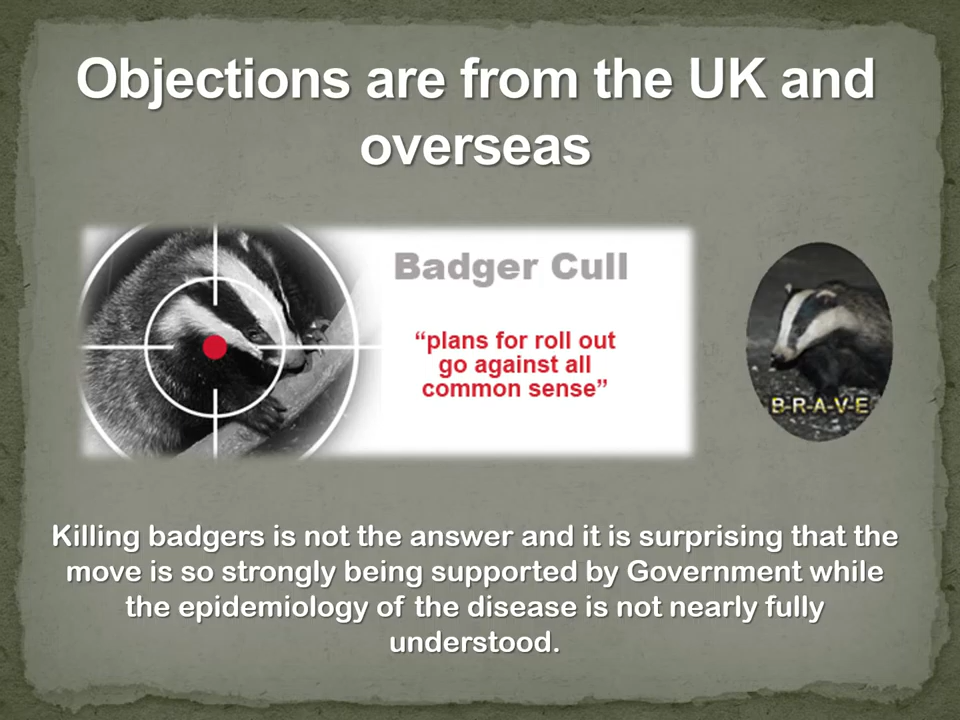 Objections are from the UK and
overseas
Badger Cull
“plans for roll out
go against all
common sense”
B-R-A-V-E
Killing badgers is not the answer and it is surprising that the
move is so strongly being supported by Government while
the epidemiology of the disease is not nearly fully
understood.